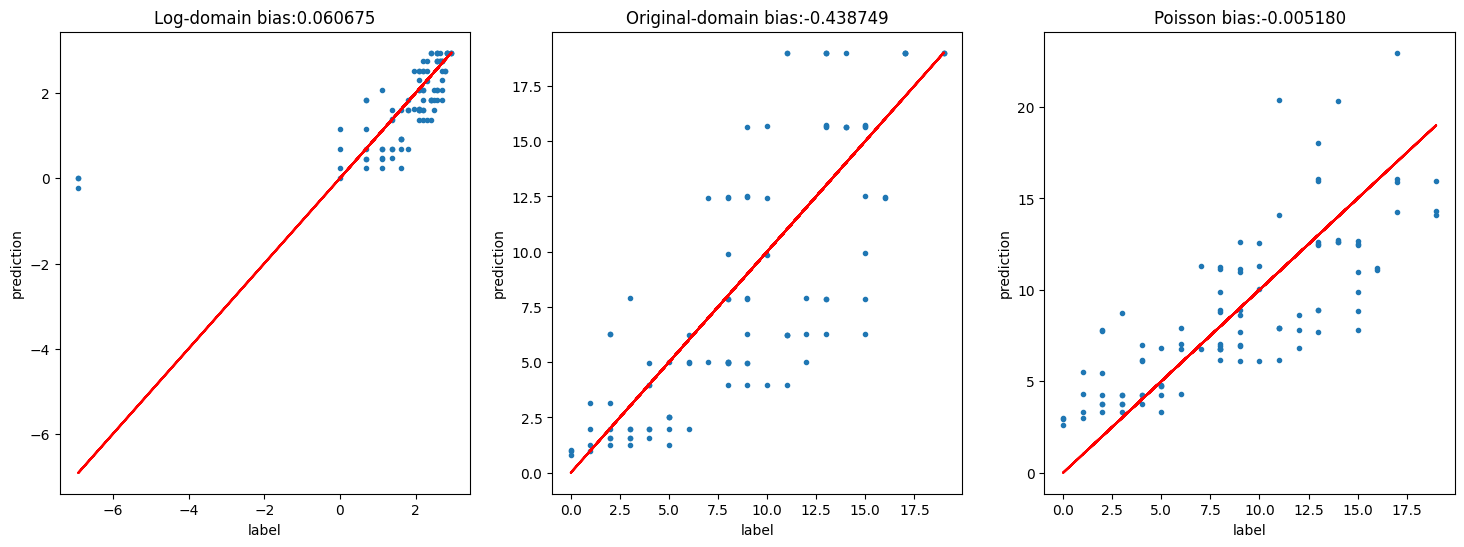 Log-domain bias:0.060675
prediction
2
0
−2
−4
−6
−6 −4 −2 0 2
label
Original-domain bias:-0.438749
prediction
17.5
15.0
12.5
10.0
7.5
5.0
2.5
0.0
0.0 2.5 5.0 7.5 10.0 12.5 15.0 17.5
label
Poisson bias:-0.005180
prediction
20
15
10
5
0
0.0 2.5 5.0 7.5 10.0 12.5 15.0 17.5
label